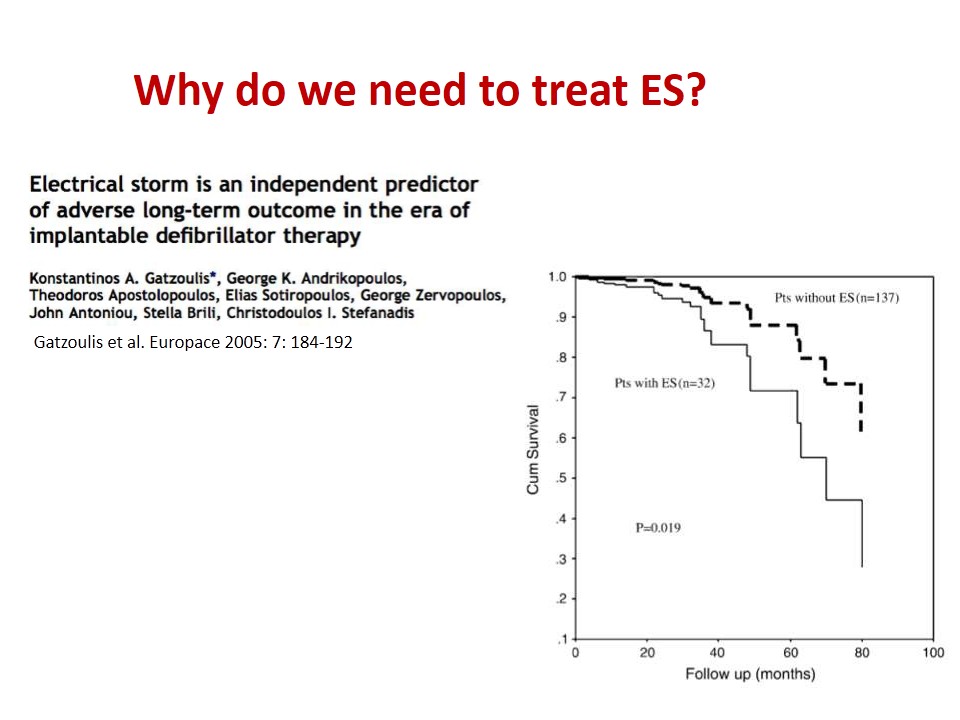 Why do we need to treat ES?
Electrical storm is an independent predictor
of adverse long-term outcome in the era of
implantable defibrillator therapy
Konstantinos A. Gatzoulis*, George K. Andrikopoulos,
Theodoros Apostolopoulos, Elias Sotiropoulos, George Zervopoulos,
John Antoniou, Stella Brili, Christodoulos I. Stefanadis
Gatzoulis et al. Europace 2005: 7: 184-192
1.0
.9
.8
.7
.6
.5
.4
.3
.2
.1
Cum Survival
Pts without ES(n=137)
Pts with ES(n=32)
P=0.019
0 20 40 60 80 100
Follow up (months)